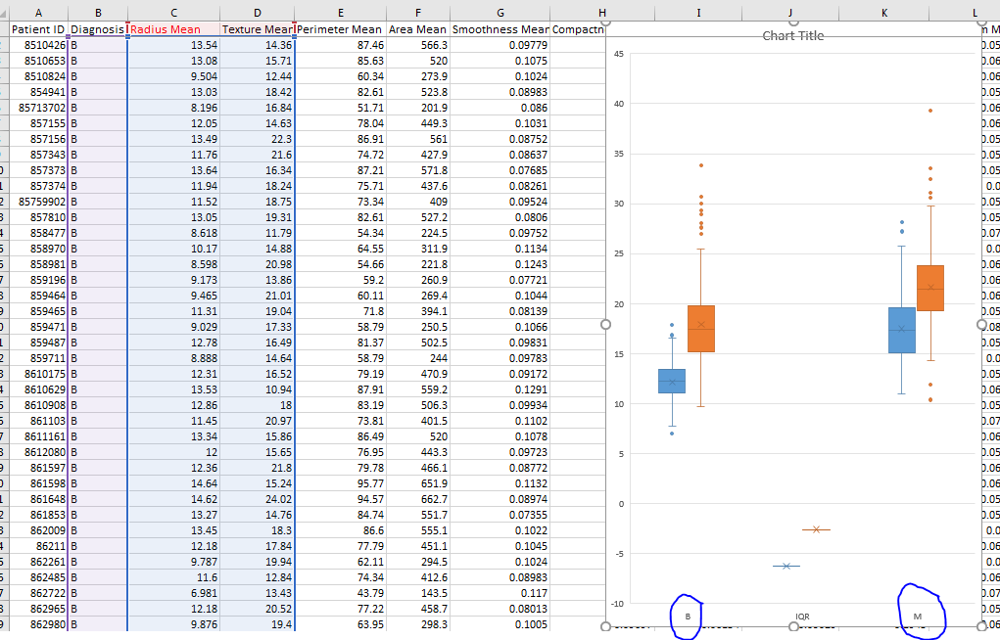 A B C D E F G H I J K L
Patient ID Diagnosis Radius Mean Texture Mean Perimeter Mean Area Mean Smoothness Mean Compactn
8510426 B 13.54 14.36 87.46 566.3 0.09779
8510653 B 13.08 15.71 85.63 520 0.1075
8510824 B 9.504 12.44 60.34 273.9 0.1024
854941 B 13.03 18.42 82.61 523.8 0.08983
85713702 B 8.196 16.84 51.71 201.9 0.086
857155 B 12.05 14.63 78.04 449.3 0.1031
857156 B 13.49 22.3 86.91 561 0.08752
857343 B 11.76 21.6 74.72 427.9 0.08637
857373 B 13.64 16.34 87.21 571.8 0.07685
857374 B 11.94 18.24 75.71 437.6 0.08261
85759902 B 11.52 18.75 73.34 409 0.09524
857810 B 13.05 19.31 82.61 527.2 0.0806
858477 B 8.618 11.79 54.34 224.5 0.09752
858970 B 10.17 14.88 64.55 311.9 0.1134
858981 B 8.598 20.98 54.66 221.8 0.1243
859196 B 9.173 13.86 59.2 260.9 0.07721
859464 B 9.465 21.01 60.11 269.4 0.1044
859465 B 11.31 19.04 71.8 394.1 0.08139
859471 B 9.029 17.33 58.79 250.5 0.1066
859487 B 12.78 16.49 81.37 502.5 0.09831
859711 B 8.888 14.64 58.79 244 0.09783
8610175 B 12.31 16.52 79.19 470.9 0.09172
8610629 B 13.53 10.94 87.91 559.2 0.1291
8610908 B 12.86 18 83.19 506.3 0.09934
861103 B 11.45 20.97 73.81 401.5 0.1102
8611161 B 13.34 15.86 86.49 520 0.1078
8612080 B 12 15.65 76.95 443.3 0.09723
861597 B 12.36 21.8 79.78 466.1 0.08772
861598 B 14.64 15.24 95.77 651.9 0.1132
861648 B 14.62 24.02 94.57 662.7 0.08974
861853 B 13.27 14.76 84.74 551.7 0.07355
862009 B 13.45 18.3 86.6 555.1 0.1022
86211 B 12.18 17.84 77.79 451.1 0.1045
862261 B 9.787 19.94 62.11 294.5 0.1024
862485 B 11.6 12.84 74.34 412.6 0.08983
862722 B 6.981 13.43 43.79 143.5 0.117
862965 B 12.18 20.52 77.22 458.7 0.08013
862980 B 9.876 19.4 63.95 298.3 0.1005
Chart Title
45
40
35
30
25
20
15
10
5
0
-5
-10
B IQR M